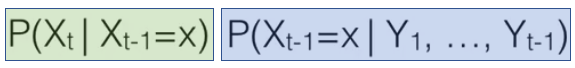 P(Xₜ | Xₜ₋₁=x) P(Xₜ₋₁=x | Y₁, ..., Yₜ₋₁)